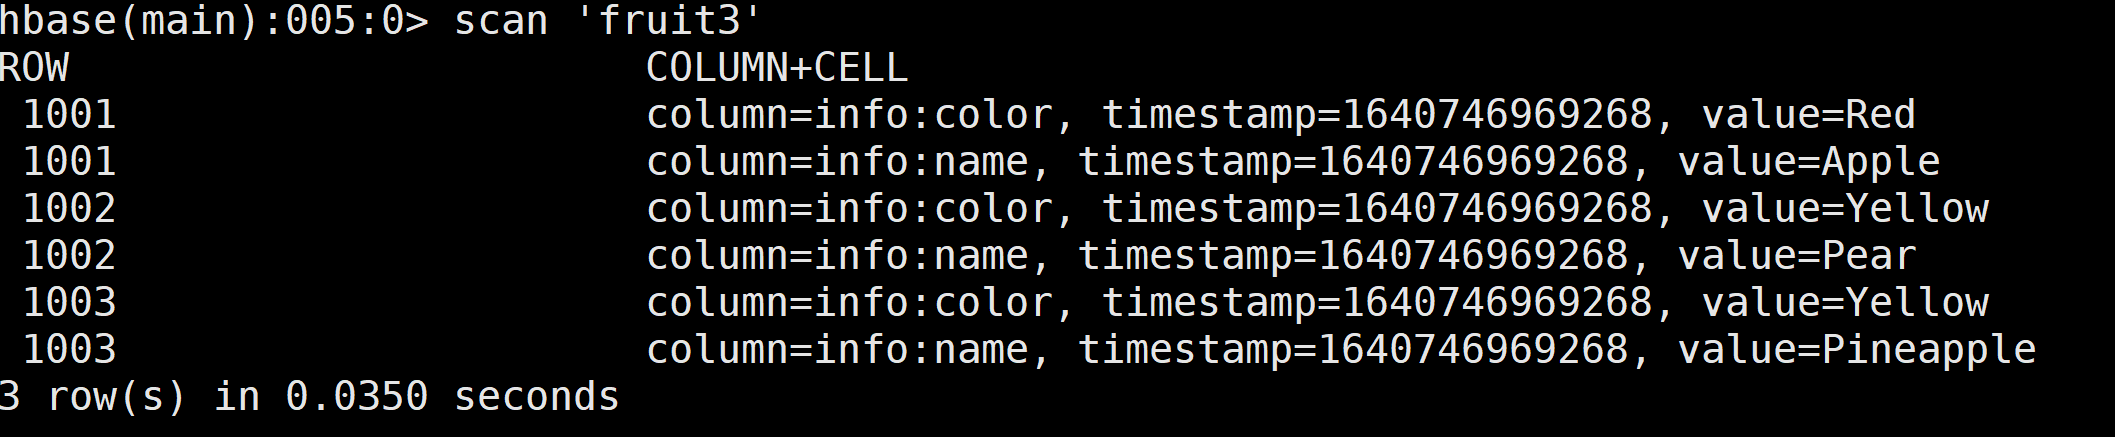 hbase(main):005:0> scan 'fruit3'
ROW COLUMN+CELL
1001 column=info:color, timestamp=1640746969268, value=Red
1001 column=info:name, timestamp=1640746969268, value=Apple
1002 column=info:color, timestamp=1640746969268, value=Yellow
1002 column=info:name, timestamp=1640746969268, value=Pear
1003 column=info:color, timestamp=1640746969268, value=Yellow
1003 column=info:name, timestamp=1640746969268, value=Pineapple
3 row(s) in 0.0350 seconds